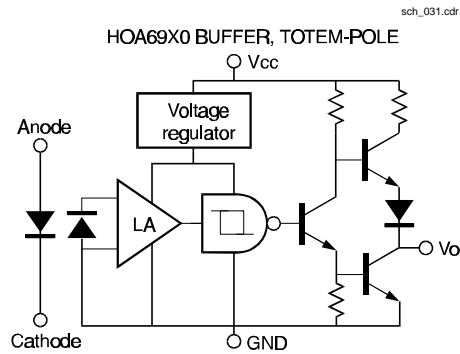 sch_031.cdr
HOA69X0 BUFFER, TOTEM-POLE
Vcc
Voltage
regulator
Anode
LA
Vo
Cathode
GND